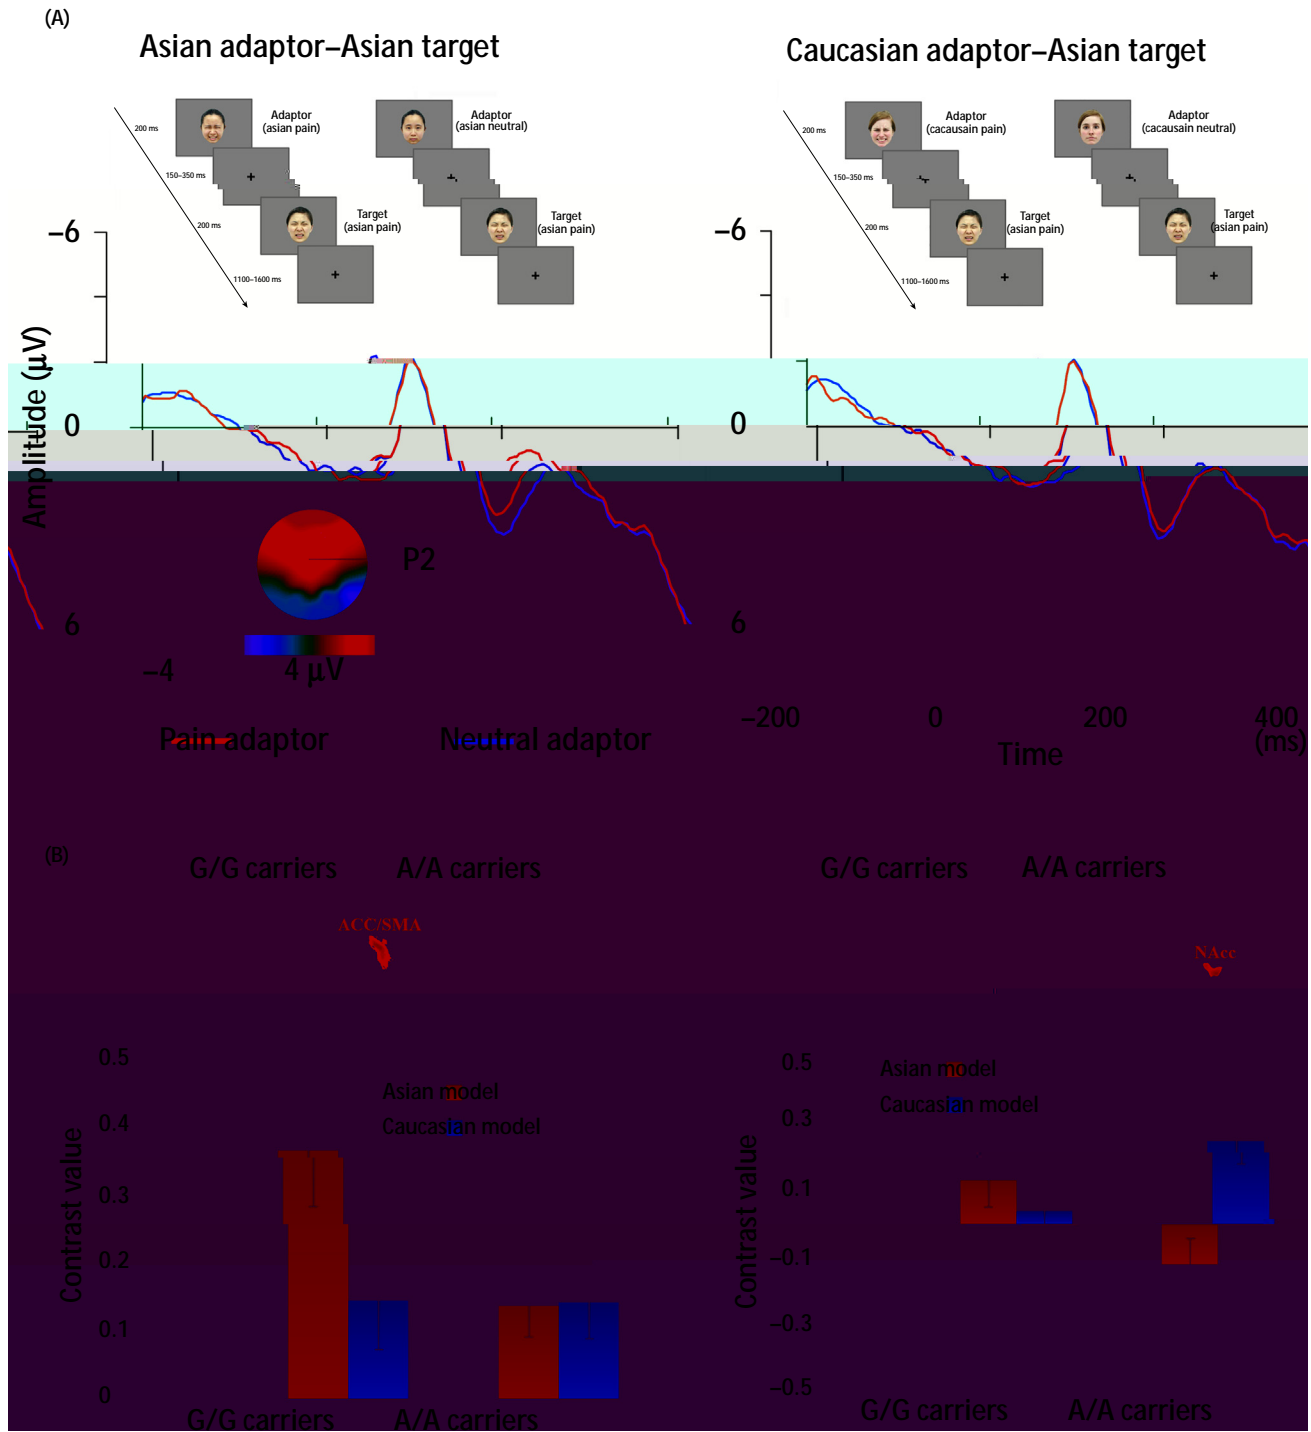 (A)
Asian adaptor–Asian target
Caucasian adaptor–Asian target
200 ms
Adaptor
(asian pain)
Adaptor
(asian neutral)
150–350 ms
200 ms
Target
(asian pain)
Target
(asian pain)
1100–1600 ms
200 ms
Adaptor
(cacausain pain)
Adaptor
(cacausain neutral)
150–350 ms
200 ms
Target
(asian pain)
Target
(asian pain)
1100–1600 ms
Amplitude (µV)
–6
0
6
–6
0
6
P2
–4
4 µV
Pain adaptor
Neutral adaptor
–200
0
200
400
(ms)
Time
(B)
G/G carriers
A/A carriers
G/G carriers
A/A carriers
ACC/SMA
NAcc
Contrast value
0.5
0.4
0.3
0.2
0.1
0
Asian model
Caucasian model
G/G carriers
A/A carriers
Contrast value
0.5
0.3
0.1
–0.1
–0.3
–0.5
Asian model
Caucasian model
G/G carriers
A/A carriers